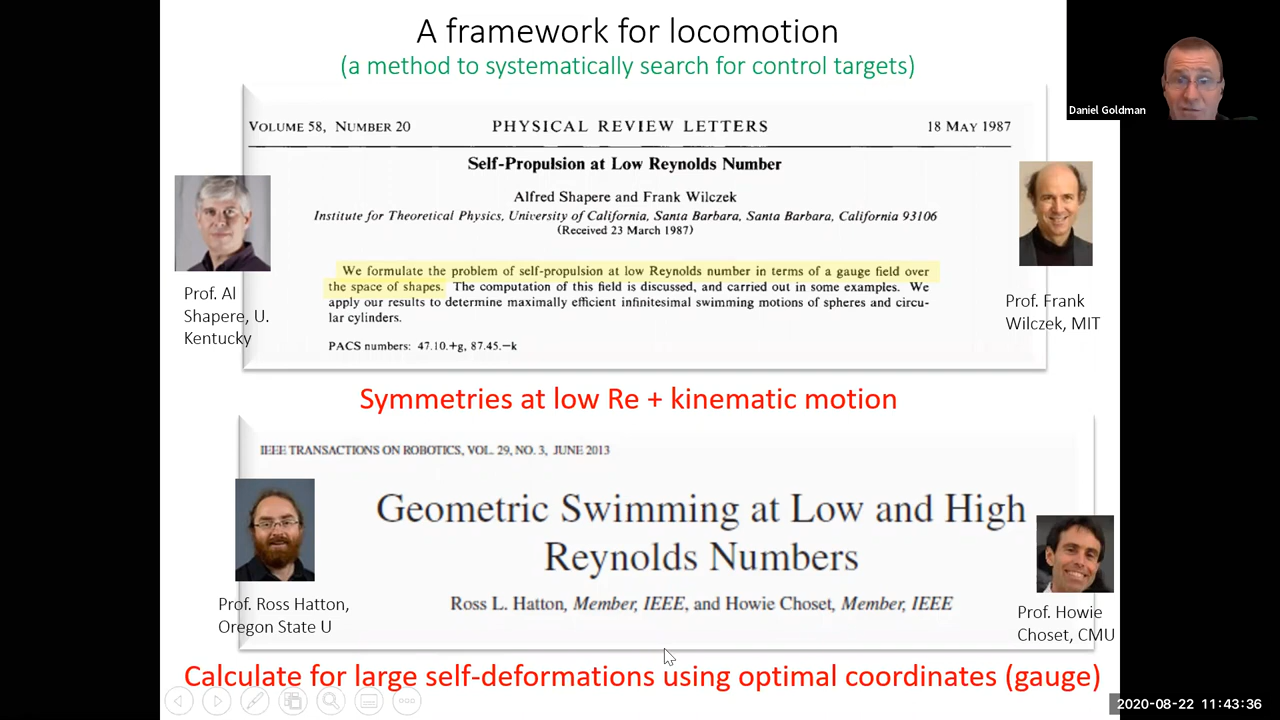 A framework for locomotion
(a method to systematically search for control targets)
Daniel Goldman
VOLUME 58, NUMBER 20
PHYSICAL REVIEW LETTERS
18 MAY 1987
Self-Propulsion at Low Reynolds Number
Alfred Shapere and Frank Wilczek
Institute for Theoretical Physics, University of California, Santa Barbara, Santa Barbara, California 93106
(Received 23 March 1987)
We formulate the problem of self-propulsion at low Reynolds number in terms of a gauge field over
the space of shapes. The computation of this field is discussed, and carried out in some examples. We
apply our results to determine maximally efficient infinitesimal swimming motions of spheres and circu-
lar cylinders.
PACS numbers: 47.10.+g, 87.45.−k
Prof. Al
Shapere, U.
Kentucky
Prof. Frank
Wilczek, MIT
Symmetries at low Re + kinematic motion
IEEE TRANSACTIONS ON ROBOTICS, VOL. 29, NO. 3, JUNE 2013
Geometric Swimming at Low and High
Reynolds Numbers
Ross L. Hatton, Member, IEEE, and Howie Choset, Member, IEEE
Prof. Ross Hatton,
Oregon State U
Prof. Howie
Choset, CMU
Calculate for large self-deformations using optimal coordinates (gauge)
2020-08-22 11:43:36